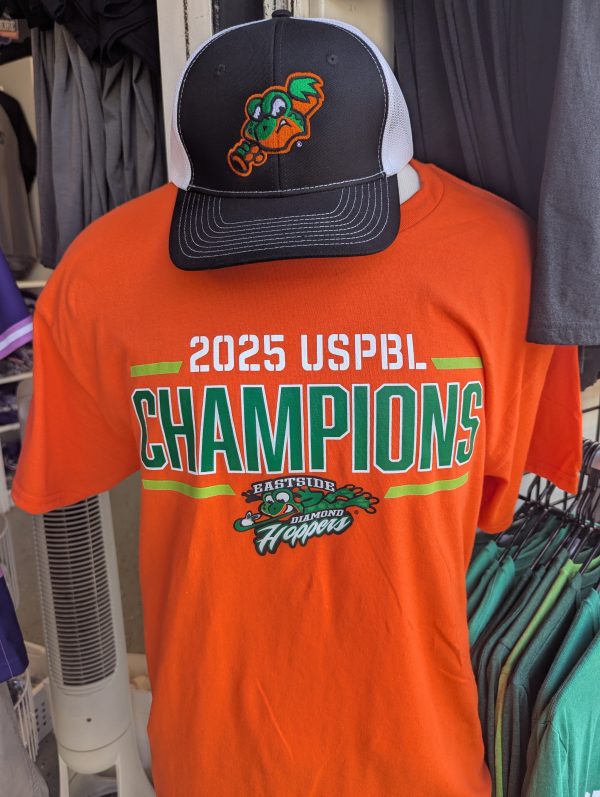 ®
2025 USPBL
CHAMPIONS
EASTSIDE
DIAMOND
Hoppers